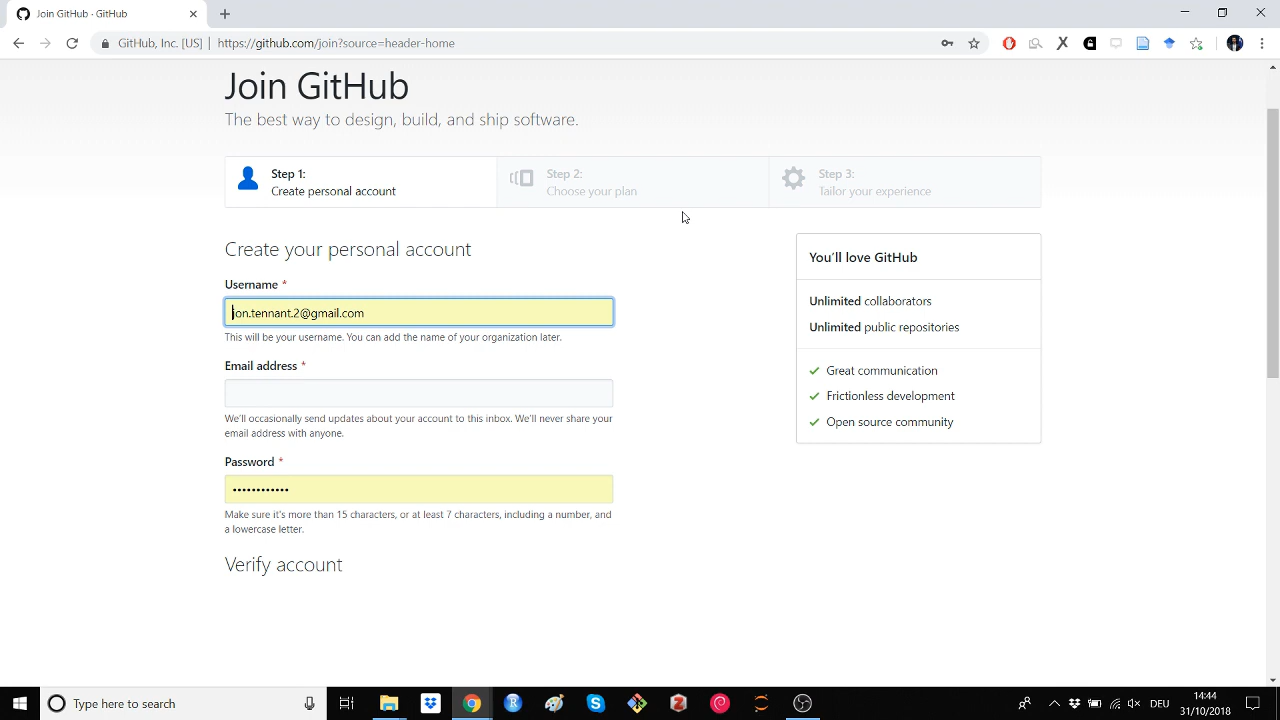 Join GitHub · GitHub
GitHub, Inc. [US] | https://github.com/join?source=header-home
Join GitHub
The best way to design, build, and ship software.
Step 1:
Create personal account
Step 2:
Choose your plan
Step 3:
Tailor your experience
Create your personal account
Username *
jon.tennant.2@gmail.com
This will be your username. You can add the name of your organization later.
Email address *
We'll occasionally send updates about your account to this inbox. We'll never share your
email address with anyone.
Password *
••••••••••••
Make sure it's more than 15 characters, or at least 7 characters, including a number, and
a lowercase letter.
Verify account
You'll love GitHub
Unlimited collaborators
Unlimited public repositories
Great communication
Frictionless development
Open source community
Type here to search
DEU
14:44
31/10/2018